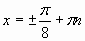 x = ±π/8 + πn